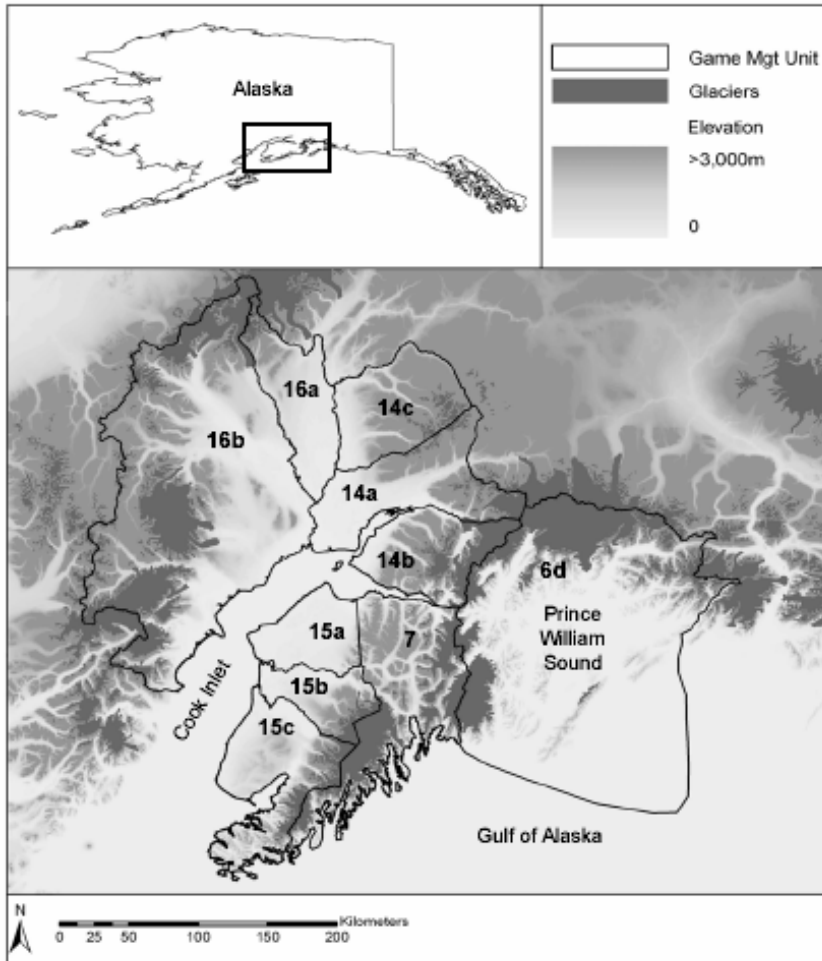 Alaska
Game Mgt Unit
Glaciers
Elevation
>3,000m
0
16a
14c
16b
14a
14b
6d
Prince
William
Sound
15a
7
15b
Cook Inlet
15c
Gulf of Alaska
N
Kilometers
0 25 50 100 150 200